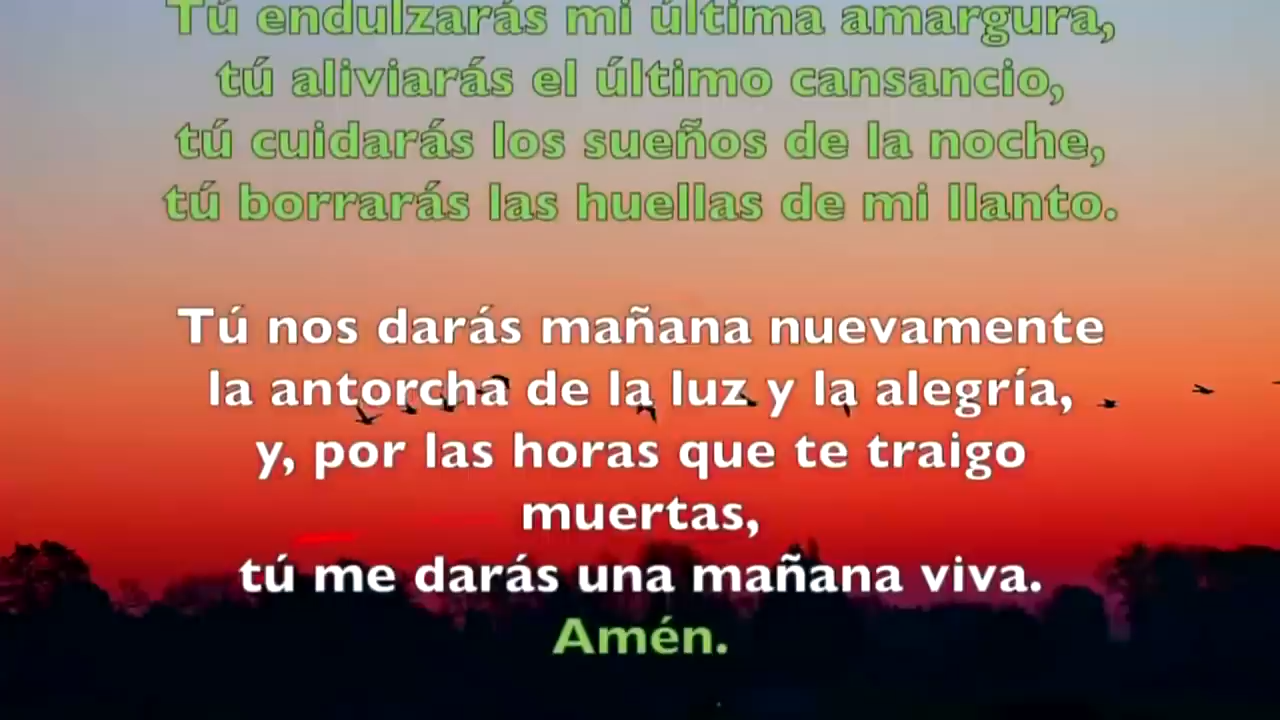 Tú endulzarás mi última amargura,
tú aliviarás el último cansancio,
tú cuidarás los sueños de la noche,
tú borrarás las huellas de mi llanto.
Tú nos darás mañana nuevamente
la antorcha de la luz y la alegría,
y, por las horas que te traigo
muertas,
tú me darás una mañana viva.
Amén.